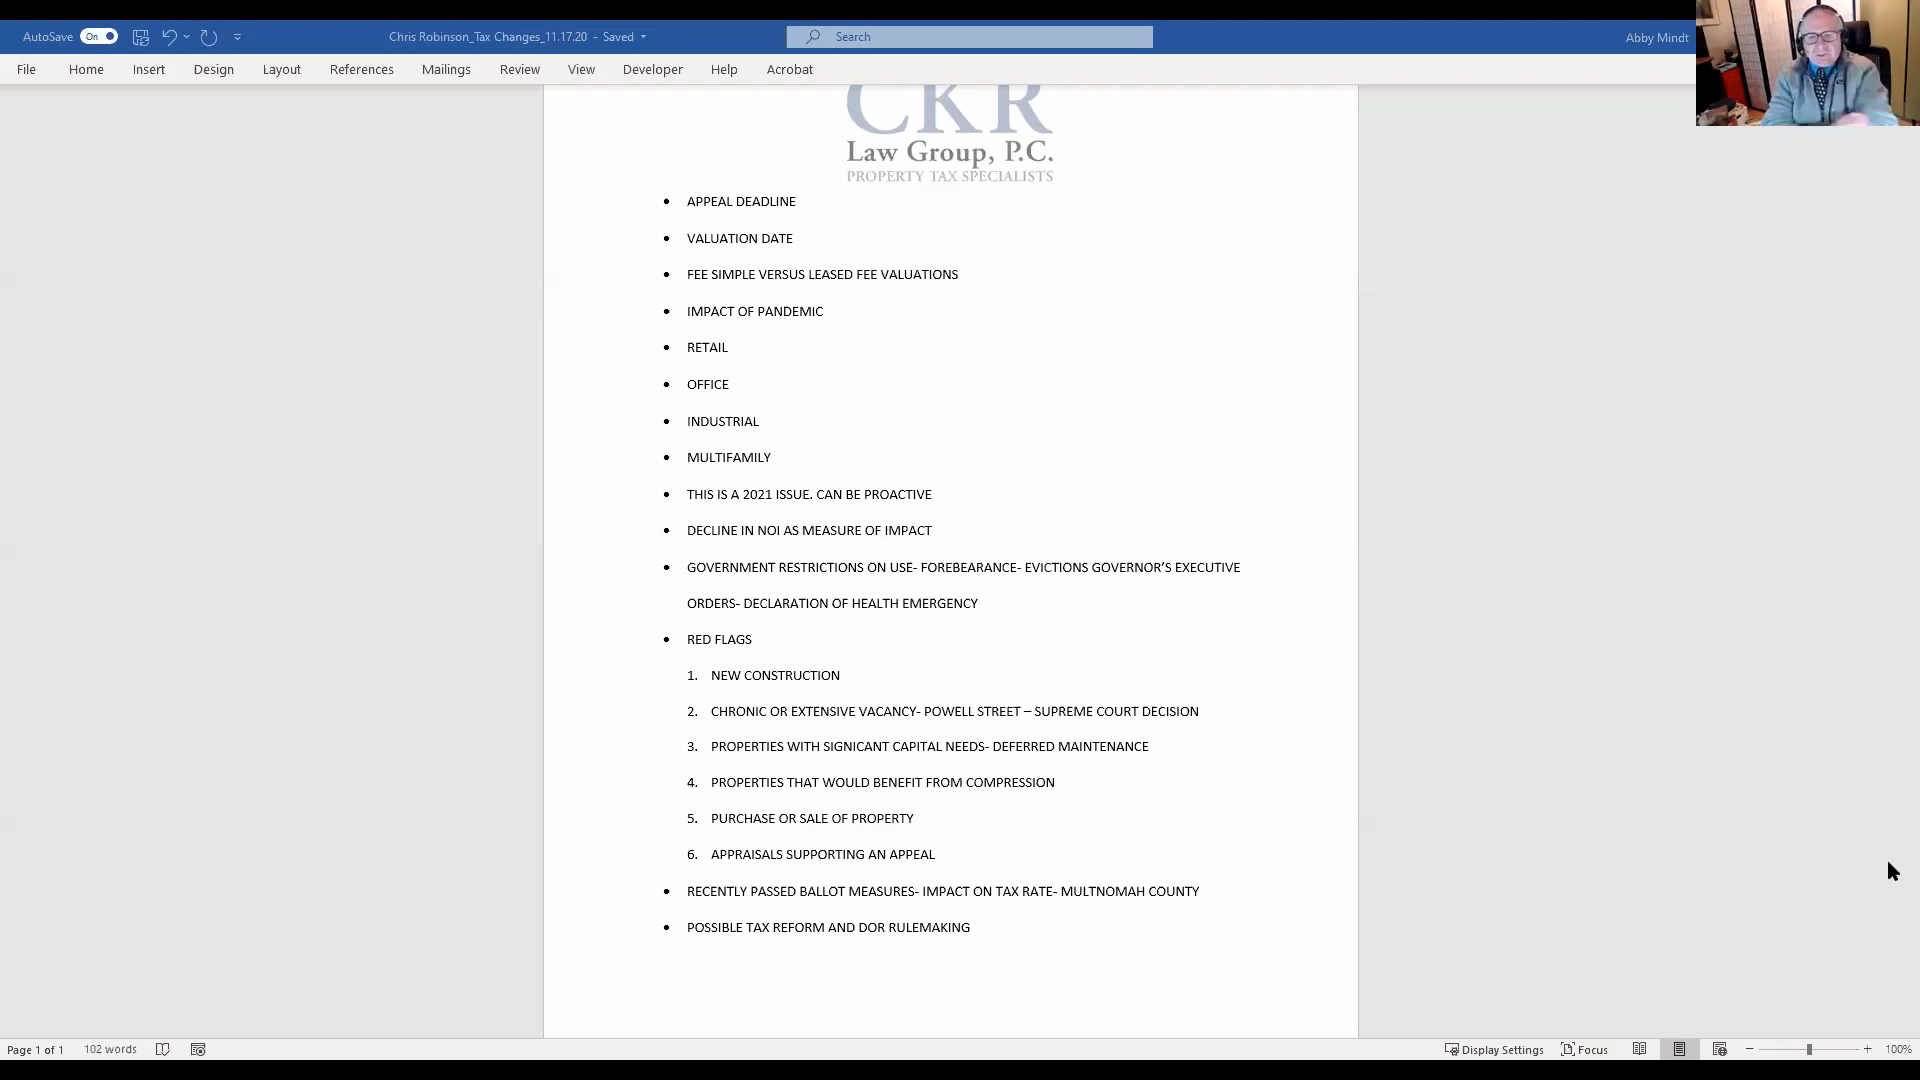 AutoSave On Chris Robinson_Tax Changes_11.17.20 - Saved Search Abby Mindt
File Home Insert Design Layout References Mailings Review View Developer Help Acrobat
CKR
Law Group, P.C.
PROPERTY TAX SPECIALISTS
• APPEAL DEADLINE
• VALUATION DATE
• FEE SIMPLE VERSUS LEASED FEE VALUATIONS
• IMPACT OF PANDEMIC
• RETAIL
• OFFICE
• INDUSTRIAL
• MULTIFAMILY
• THIS IS A 2021 ISSUE. CAN BE PROACTIVE
• DECLINE IN NOI AS MEASURE OF IMPACT
• GOVERNMENT RESTRICTIONS ON USE- FOREBEARANCE- EVICTIONS GOVERNOR’S EXECUTIVE
ORDERS- DECLARATION OF HEALTH EMERGENCY
• RED FLAGS
1. NEW CONSTRUCTION
2. CHRONIC OR EXTENSIVE VACANCY- POWELL STREET – SUPREME COURT DECISION
3. PROPERTIES WITH SIGNICANT CAPITAL NEEDS- DEFERRED MAINTENANCE
4. PROPERTIES THAT WOULD BENEFIT FROM COMPRESSION
5. PURCHASE OR SALE OF PROPERTY
6. APPRAISALS SUPPORTING AN APPEAL
• RECENTLY PASSED BALLOT MEASURES- IMPACT ON TAX RATE- MULTNOMAH COUNTY
• POSSIBLE TAX REFORM AND DOR RULEMAKING
Page 1 of 1 102 words Display Settings Focus 100%